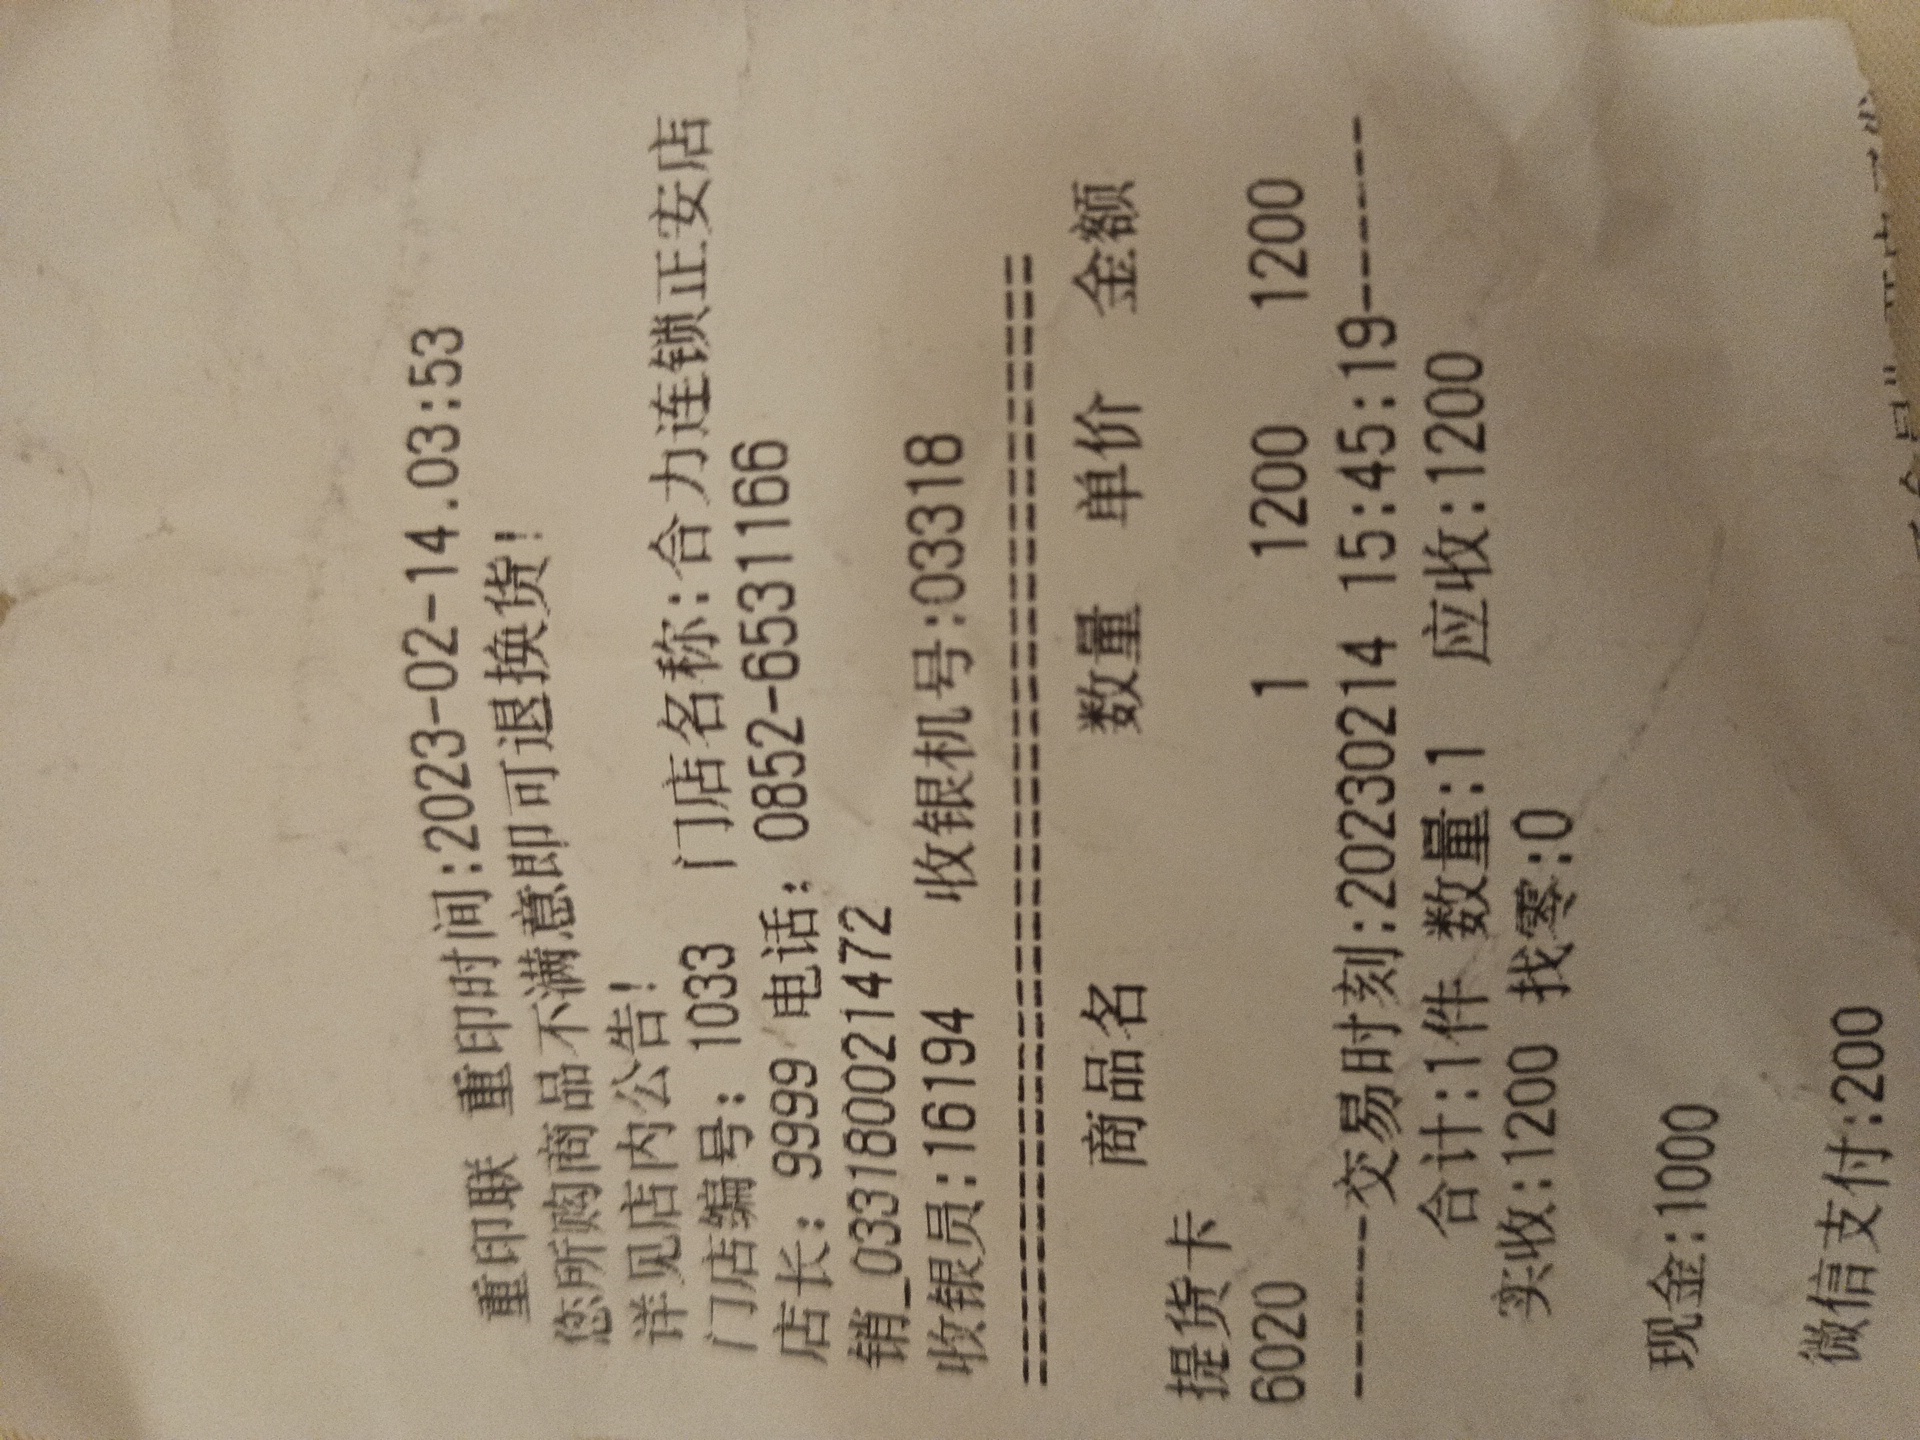 重印联 重印时间:2023-02-14.03:53
您所购商品不满意即可退换货!
详见店内公告!
门店编号: 1033 门店名称:合力连锁正安店
店长: 9999 电话: 0852-6531166
销_033180021472
收银员:16194 收银机号:03318
==========================================
商品名 数量 单价 金额
提货卡
6020 1 1200 1200
--------交易时刻:20230214 15:45:19--------
合计:1件 数量:1 应收:1200
实收:1200 找零:0
现金:1000
微信支付:200